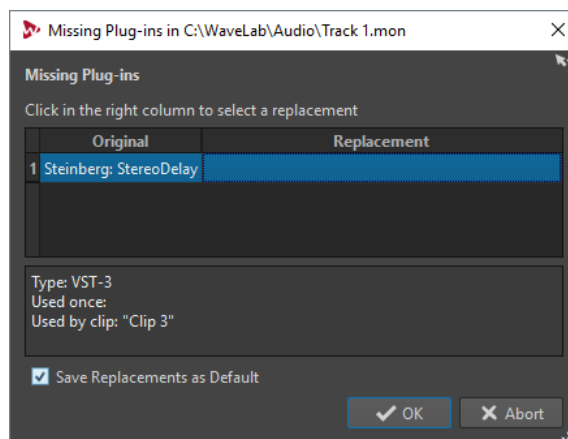 Missing Plug-ins in C:\WaveLab\Audio\Track 1.mon
Missing Plug-ins
Click in the right column to select a replacement
Original Replacement
1 Steinberg: StereoDelay
Type: VST-3
Used once:
Used by clip: "Clip 3"
Save Replacements as Default
OK Abort